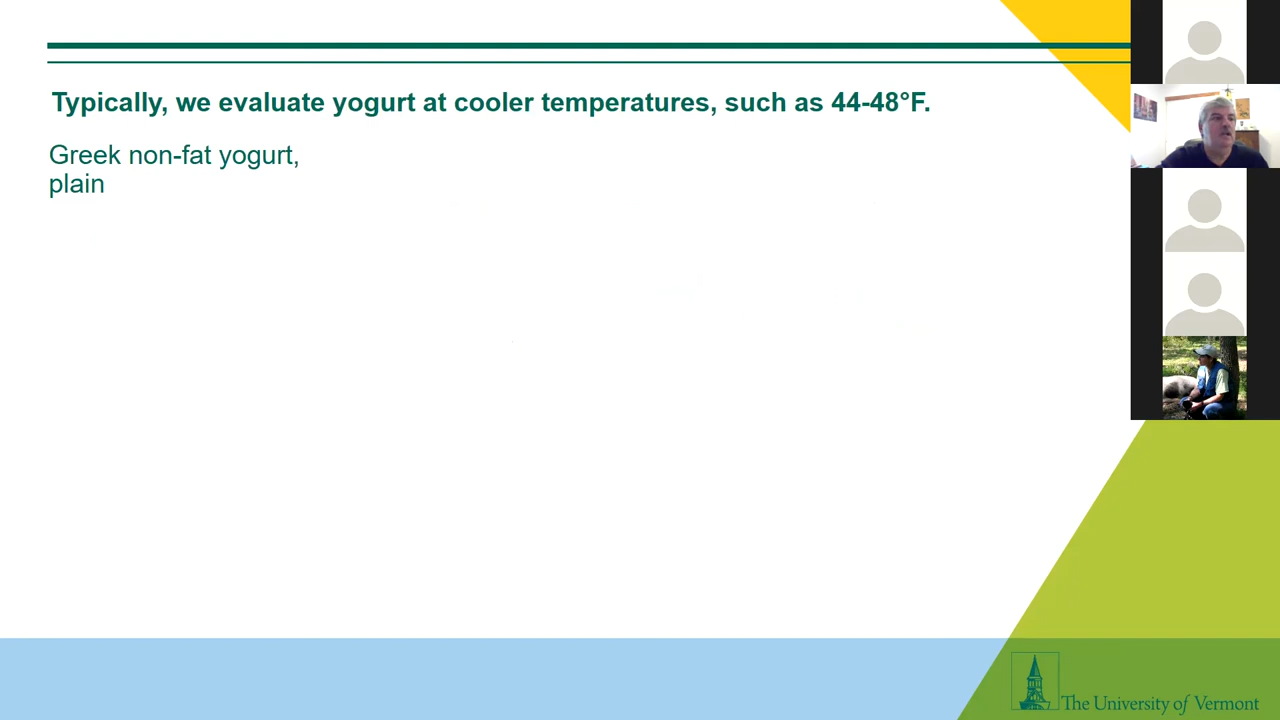 Typically, we evaluate yogurt at cooler temperatures, such as 44-48°F.
Greek non-fat yogurt,
plain
The University of Vermont